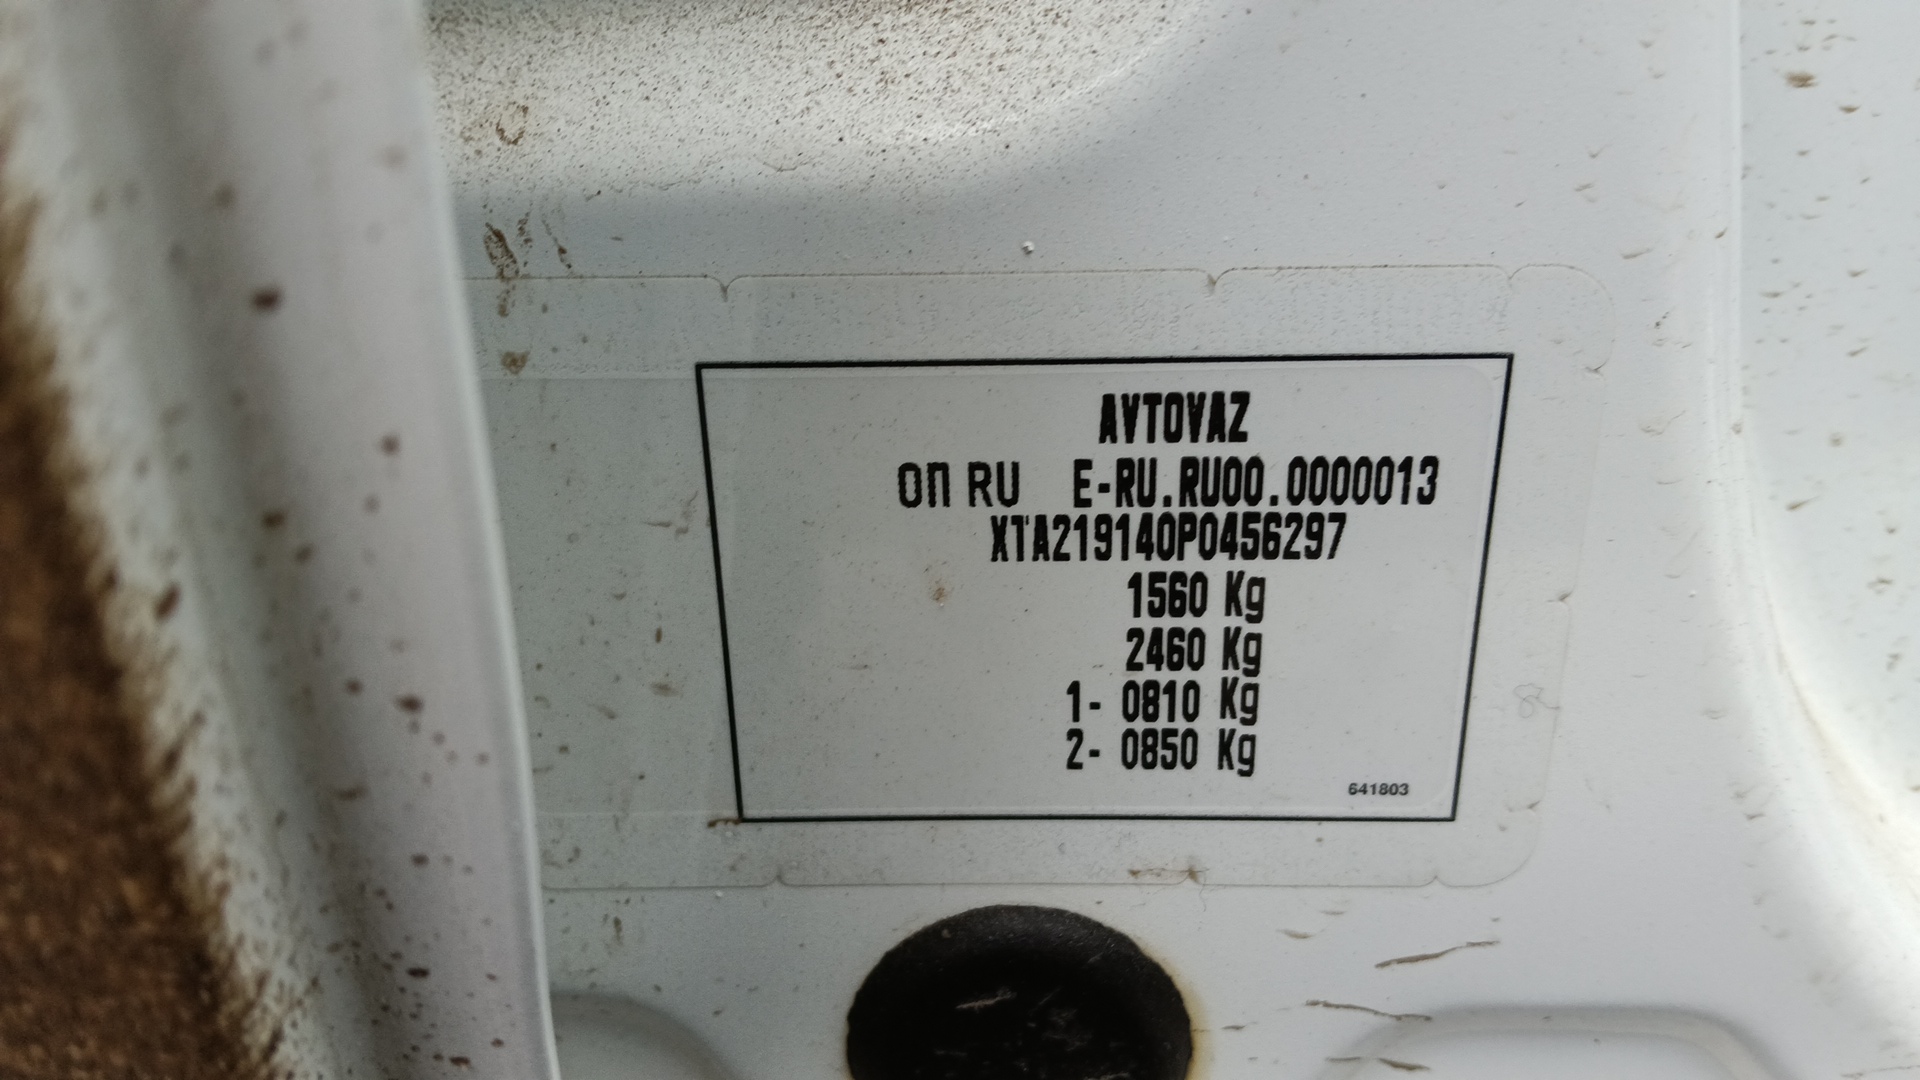 AVTOVAZ
ОП RU E-RU.RU00.0000013
XTA219140P0456297
1560 Kg
2460 Kg
1- 0810 Kg
2- 0850 Kg
641803